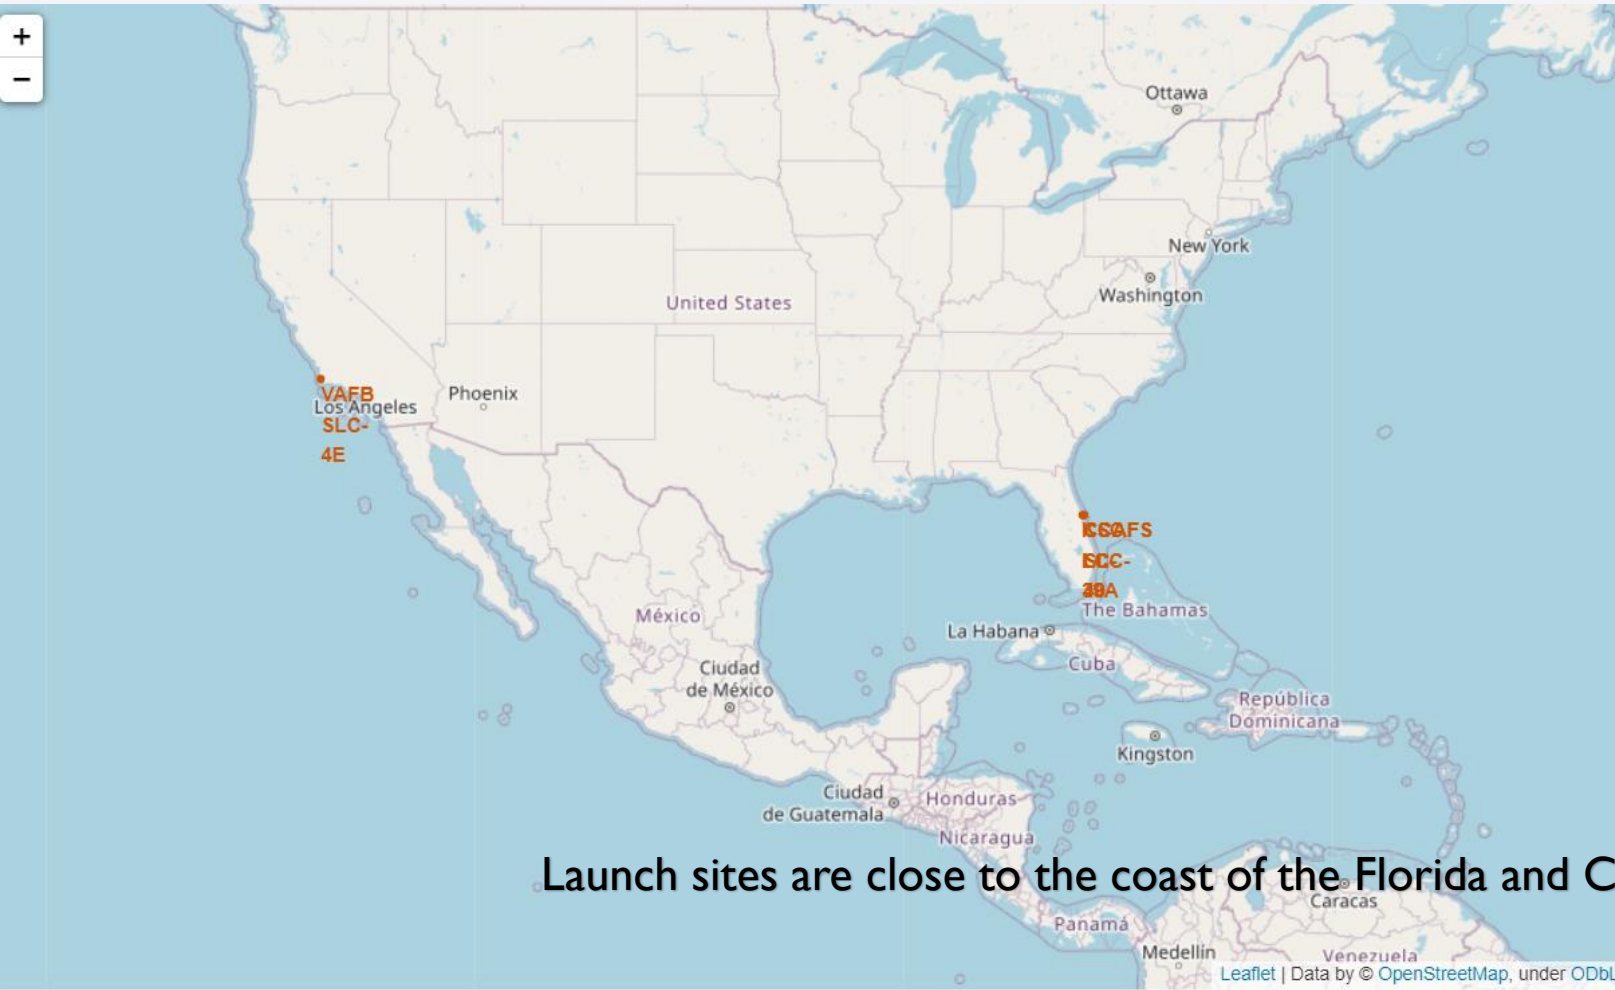 +
−
Ottawa
New York
Washington
United States
VAFB
Los Angeles
SLC-
4E
Phoenix
The Bahamas
La Habana
México
Cuba
Ciudad
de México
República
Dominicana
Kingston
Ciudad
de Guatemala
Honduras
Nicaragua
Launch sites are close to the coast of the Florida and C
Caracas
Panamá
Medellín
Venezuela
Leaflet | Data by © OpenStreetMap, under ODbL